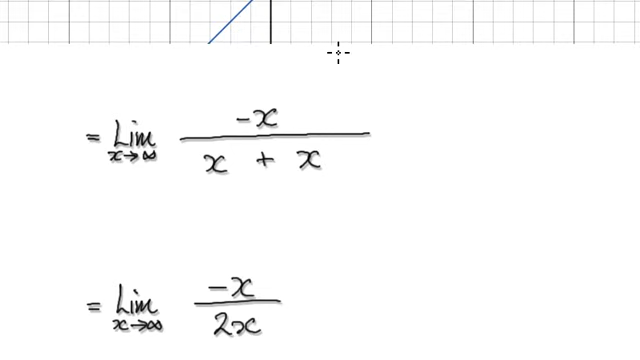 = Lim x→∞ -x / x + x
= Lim x→∞ -x / 2x